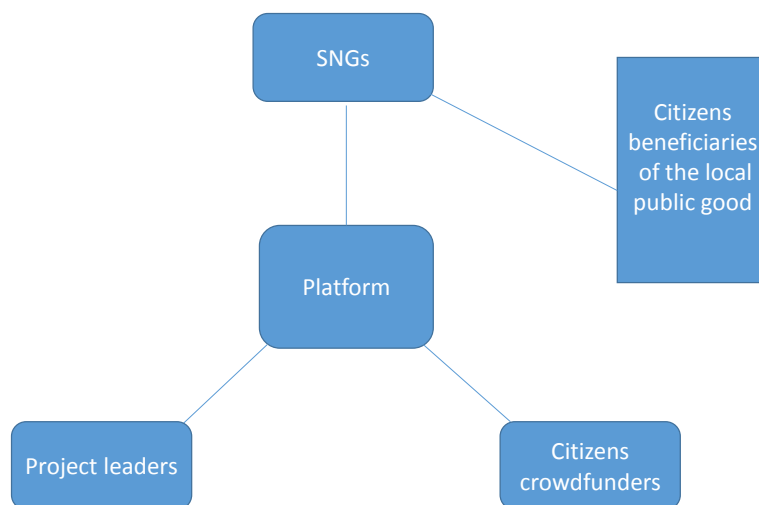 SNGs
Citizens
beneficiaries
of the local
public good
Platform
Project leaders
Citizens
crowdfunders